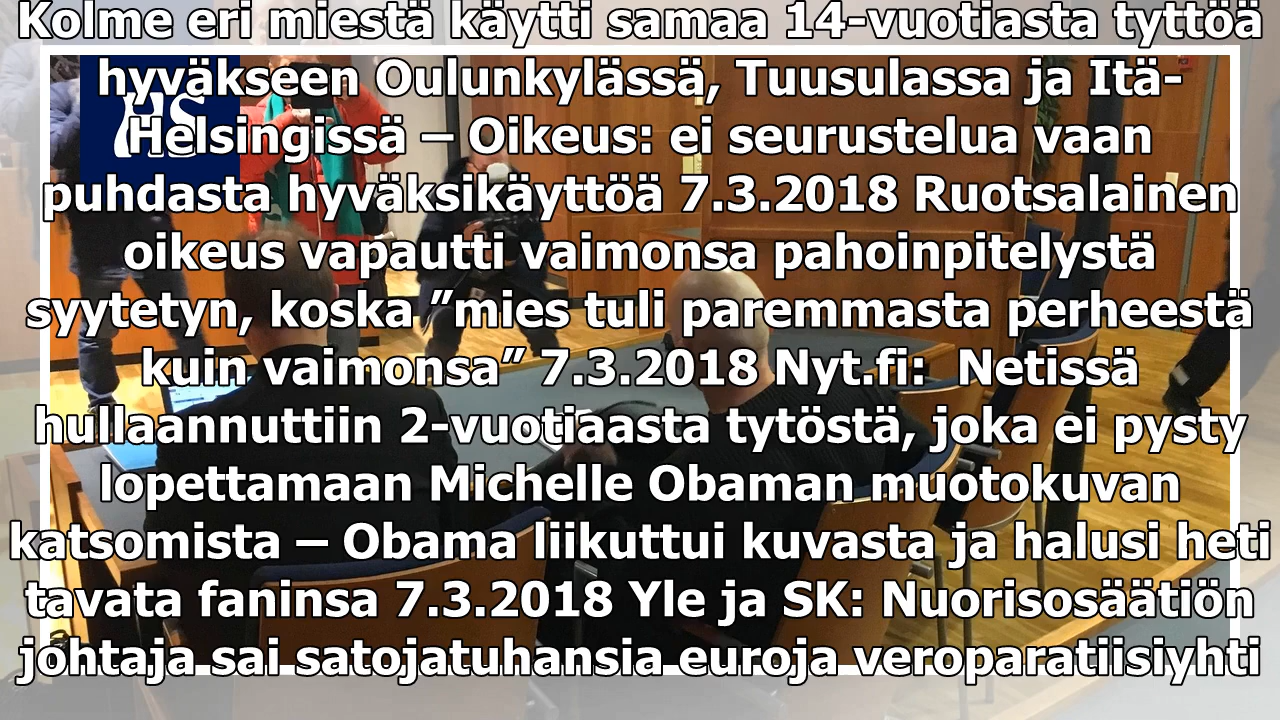 Kolme eri miestä käytti samaa 14-vuotiasta tyttöä
hyväkseen Oulunkylässä, Tuusulassa ja Itä-
HS
Helsingissä – Oikeus: ei seurustelua vaan
puhdasta hyväksikäyttöä 7.3.2018 Ruotsalainen
oikeus vapautti vaimonsa pahoinpitelystä
syytetyn, koska ”mies tuli paremmasta perheestä
kuin vaimonsa” 7.3.2018 Nyt.fi: Netissä
hullaannuttiin 2-vuotiaasta tytöstä, joka ei pysty
lopettamaan Michelle Obaman muotokuvan
katsomista – Obama liikuttui kuvasta ja halusi heti
tavata faninsa 7.3.2018 Yle ja SK: Nuorisosäätiön
johtaja sai satojatuhansia euroja veroparatiisiyhti